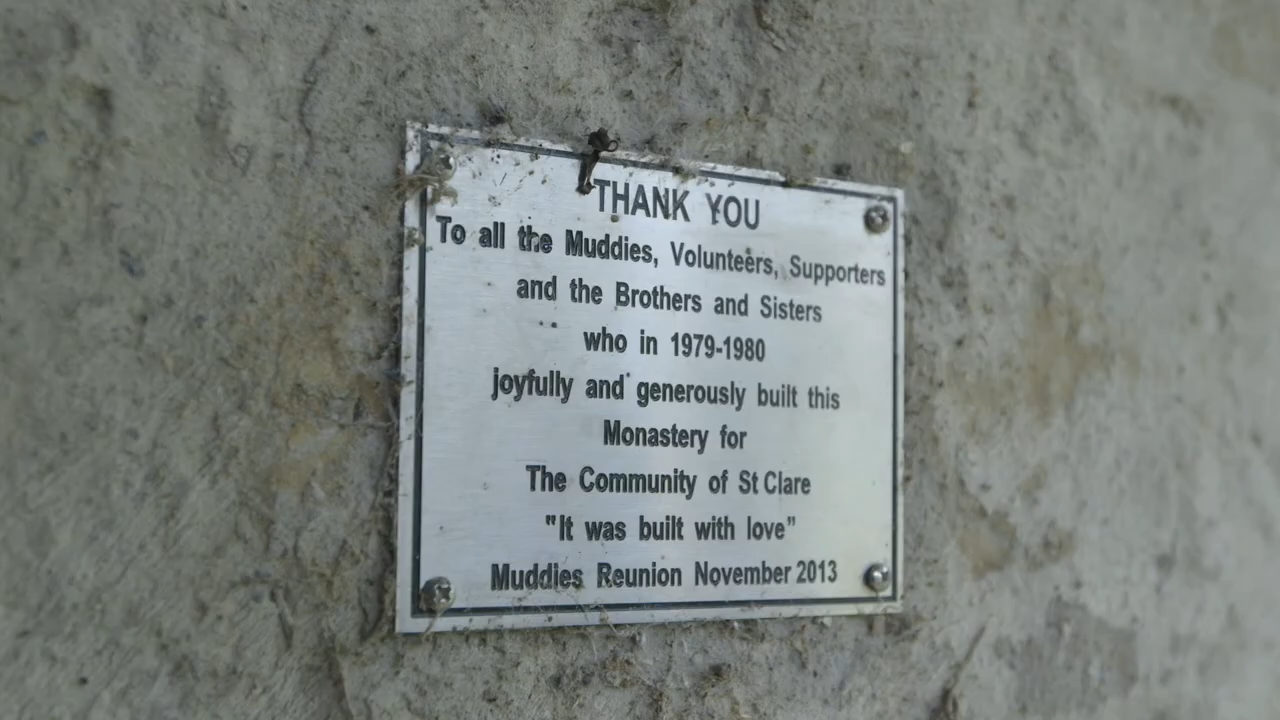 THANK YOU
To all the Muddies, Volunteers, Supporters
and the Brothers and Sisters
who in 1979-1980
joyfully and generously built this
Monastery for
The Community of St Clare
"It was built with love"
Muddies Reunion November 2013